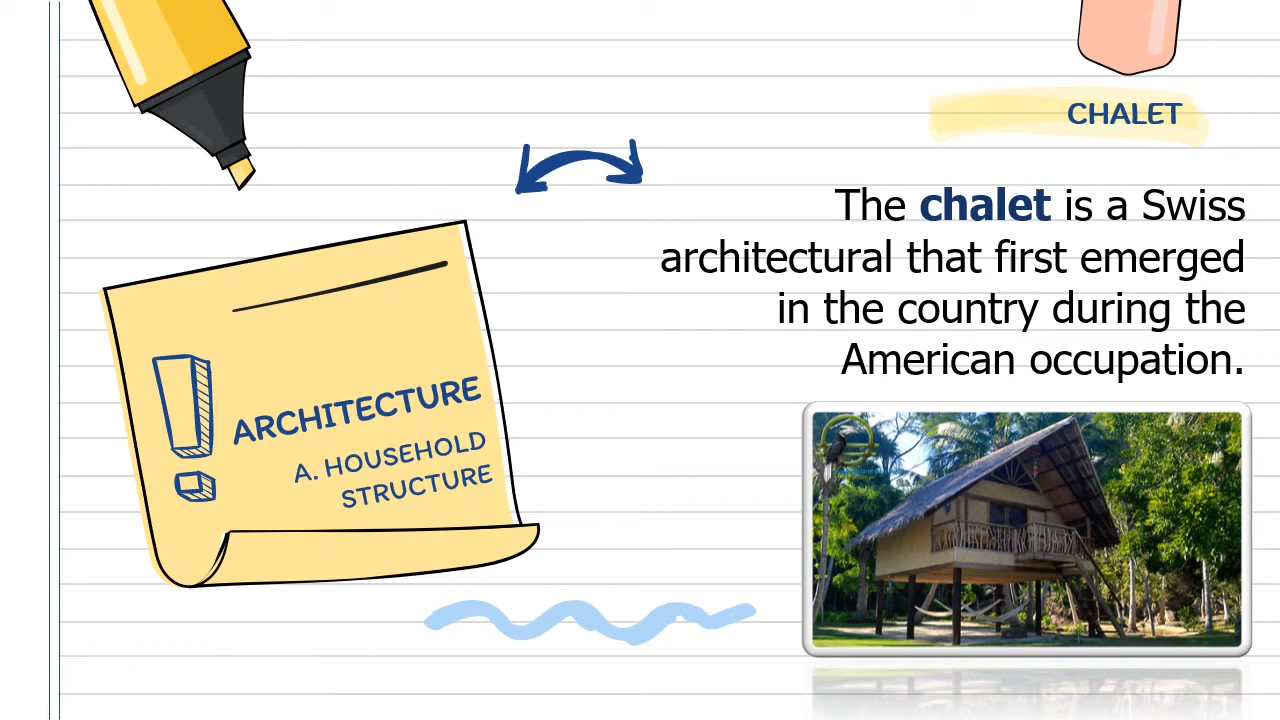 CHALET
The chalet is a Swiss
architectural that first emerged
in the country during the
American occupation.
ARCHITECTURE
A. HOUSEHOLD
STRUCTURE